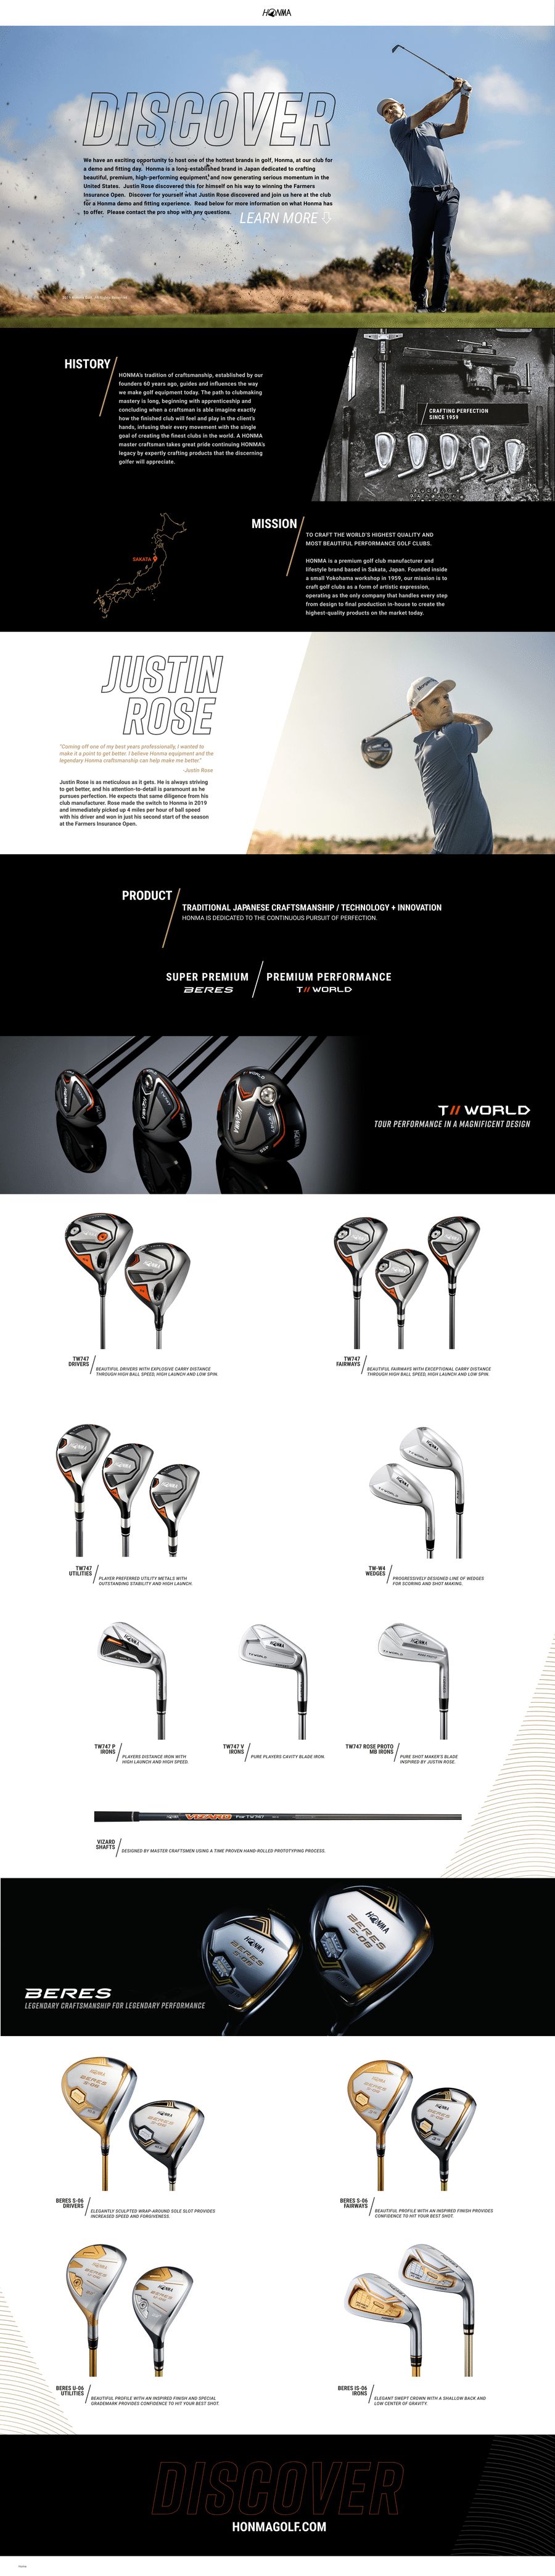 HONMA
DISCOVER
We have an exciting opportunity to host one of the hottest brands in golf, Honma, at our club for
a demo and fitting day. Honma is a long-established brand in Japan dedicated to crafting
beautiful, premium, high-performing equipment, and now generating serious momentum in the
United States. Justin Rose discovered this for himself on his way to winning the Farmers
Insurance Open. Discover for yourself what Justin Rose discovered and join us here at the club
for a Honma demo and fitting experience. Read below for more information on what Honma has
to offer. Please contact the pro shop with any questions.
LEARN MORE
HISTORY
HONMA's tradition of craftsmanship, established by our
founders 60 years ago, guides and influences the way
we make golf equipment today. The path to clubmaking
mastery is long, beginning with apprenticeship and
concluding when a craftsman is able imagine exactly
how the finished club will feel and play in the client's
hands, infusing their every movement with the single
goal of creating the finest clubs in the world. A HONMA
master craftsman takes great pride continuing HONMA's
legacy by expertly crafting products that the discerning
golfer will appreciate.
CRAFTING PERFECTION
SINCE 1959
SAKATA
MISSION
TO CRAFT THE WORLD'S HIGHEST QUALITY AND
MOST BEAUTIFUL PERFORMANCE GOLF CLUBS.
HONMA is a premium golf club manufacturer and
lifestyle brand based in Sakata, Japan. Founded inside
a small Yokohama workshop in 1959, our mission is to
craft golf clubs as a form of artistic expression,
operating as the only company that handles every step
from design to final production in-house to create the
highest-quality products on the market today.
JUSTIN
ROSE
"Coming off one of my best years professionally, I wanted to
make it a point to get better. I believe Honma equipment and the
legendary Honma craftsmanship can help make me better."
-Justin Rose
Justin Rose is as meticulous as it gets. He is always striving
to get better, and his attention-to-detail is paramount as he
pursues perfection. He expects that same diligence from his
club manufacturer. Rose made the switch to Honma in 2019
and immediately picked up 4 miles per hour of ball speed
with his driver and won in just his second start of the season
at the Farmers Insurance Open.
PRODUCT
TRADITIONAL JAPANESE CRAFTSMANSHIP / TECHNOLOGY + INNOVATION
HONMA IS DEDICATED TO THE CONTINUOUS PURSUIT OF PERFECTION.
SUPER PREMIUM
BERES
PREMIUM PERFORMANCE
T//WORLD
T//WORLD
TOUR PERFORMANCE IN A MAGNIFICENT DESIGN
TW747
DRIVERS
BEAUTIFUL DRIVERS WITH EXPLOSIVE CARRY DISTANCE
THROUGH HIGH BALL SPEED, HIGH LAUNCH AND LOW SPIN.
TW747
FAIRWAYS
BEAUTIFUL FAIRWAYS WITH EXCEPTIONAL CARRY DISTANCE
THROUGH HIGH BALL SPEED, HIGH LAUNCH AND LOW SPIN.
TW747
UTILITIES
PLAYER PREFERRED UTILITY METALS WITH
OUTSTANDING STABILITY AND HIGH LAUNCH.
TW-W4
WEDGES
PROGRESSIVELY DESIGNED LINE OF WEDGES
FOR SCORING AND SHOT MAKING.
TW747 P
IRONS
PLAYERS DISTANCE IRON WITH
HIGH LAUNCH AND HIGH SPEED.
TW747 V
IRONS
PURE PLAYERS CAVITY BLADE IRON.
TW747 ROSE PROTO
MB IRONS
PURE SHOT MAKER'S BLADE
INSPIRED BY JUSTIN ROSE.
VIZARD For TW747
VIZARD
SHAFTS
DESIGNED BY MASTER CRAFTSMEN USING A TIME PROVEN HAND-ROLLED PROTOTYPING PROCESS.
HONMA
BERES
S-06
HONMA
BERES
S-06
BERES
LEGENDARY CRAFTSMANSHIP FOR LEGENDARY PERFORMANCE
BERES S-06
DRIVERS
ELEGANTLY SCULPTED WRAP-AROUND SOLE SLOT PROVIDES
INCREASED SPEED AND FORGIVENESS.
BERES S-06
FAIRWAYS
BEAUTIFUL PROFILE WITH AN INSPIRED FINISH PROVIDES
CONFIDENCE TO HIT YOUR BEST SHOT.
BERES U-06
UTILITIES
BEAUTIFUL PROFILE WITH AN INSPIRED FINISH AND SPECIAL
GRADEMARK PROVIDES CONFIDENCE TO HIT YOUR BEST SHOT.
BERES IS-06
IRONS
ELEGANT SWEPT CROWN WITH A SHALLOW BACK AND
LOW CENTER OF GRAVITY.
DISCOVER
HONMAGOLF.COM